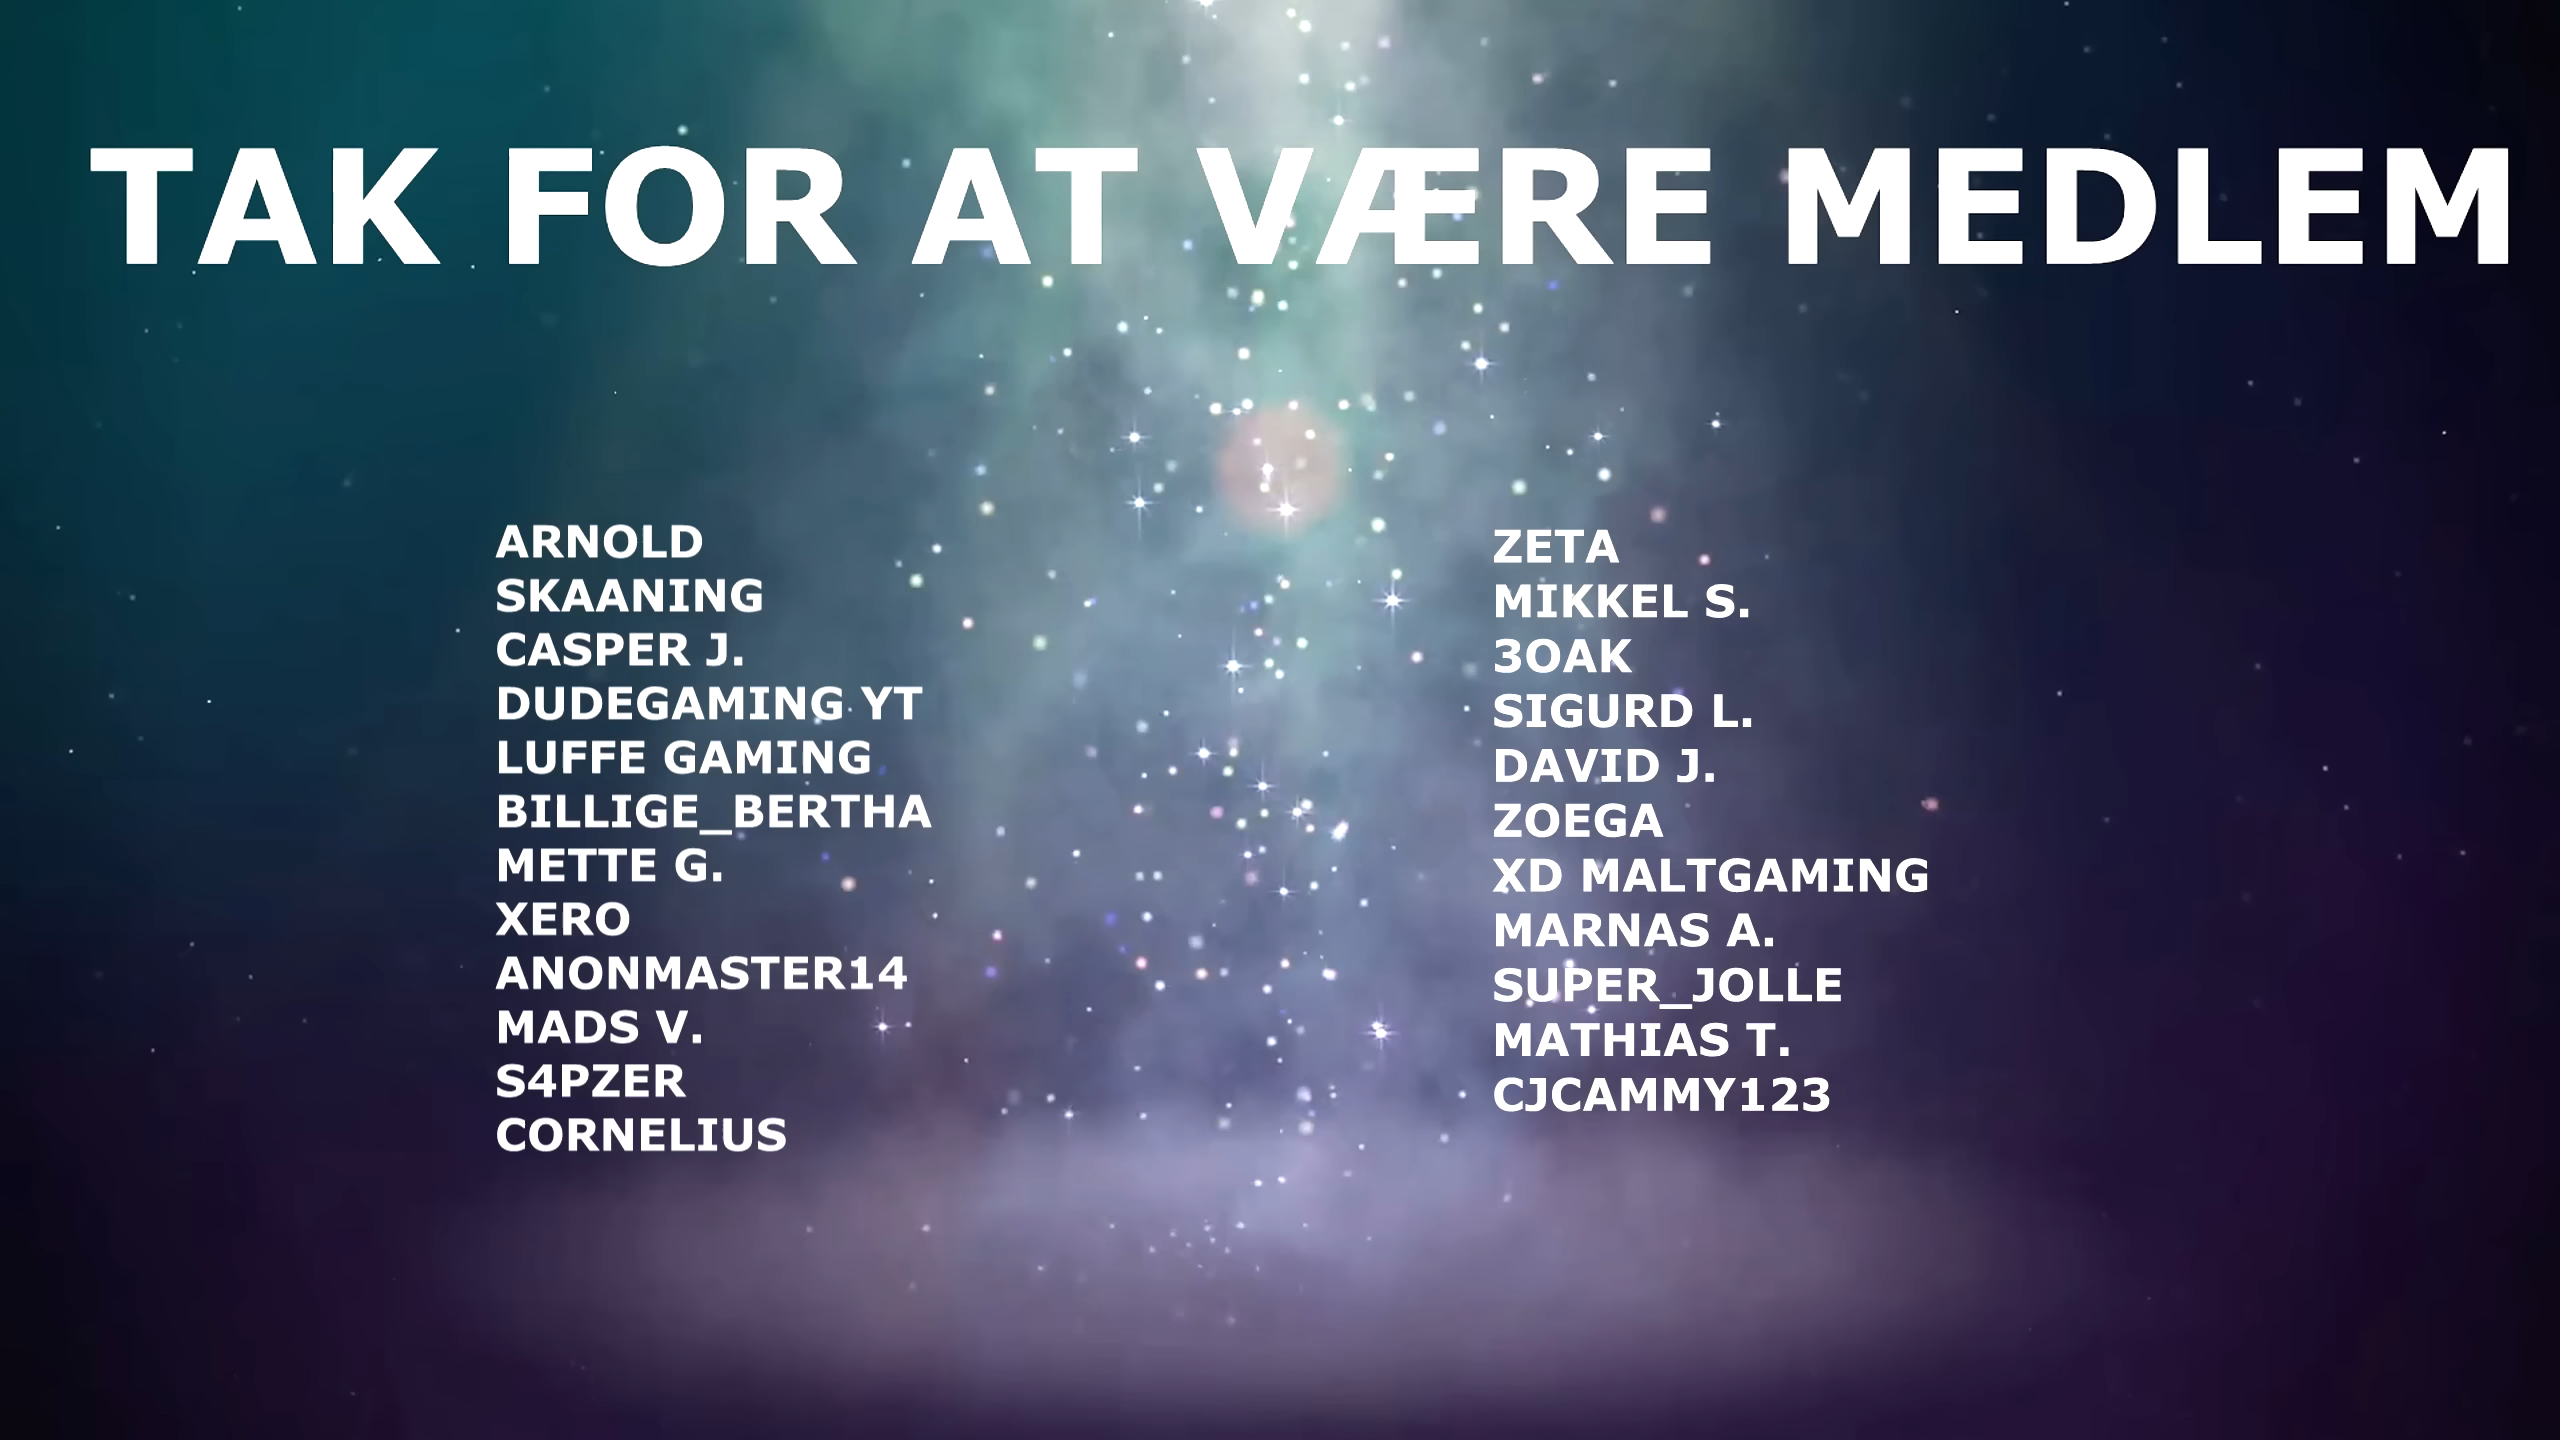 TAK FOR AT VÆRE MEDLEM
ARNOLD
SKAANING
CASPER J.
DUDEGAMING YT
LUFFE GAMING
BILLIGE_BERTHA
METTE G.
XERO
ANONMASTER14
MADS V.
S4PZER
CORNELIUS
ZETA
MIKKEL S.
3OAK
SIGURD L.
DAVID J.
ZOEGA
XD MALTGAMING
MARNAS A.
SUPER_JOLLE
MATHIAS T.
CJCAMMY123